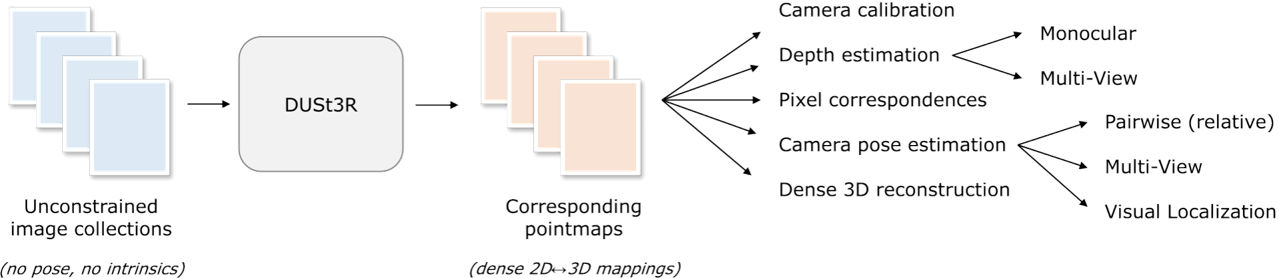 Camera calibration
Depth estimation
Monocular
Multi-View
Pixel correspondences
Camera pose estimation
Pairwise (relative)
Multi-View
Visual Localization
Dense 3D reconstruction
DUSt3R
Unconstrained
image collections
(no pose, no intrinsics)
Corresponding
pointmaps
(dense 2D↔3D mappings)